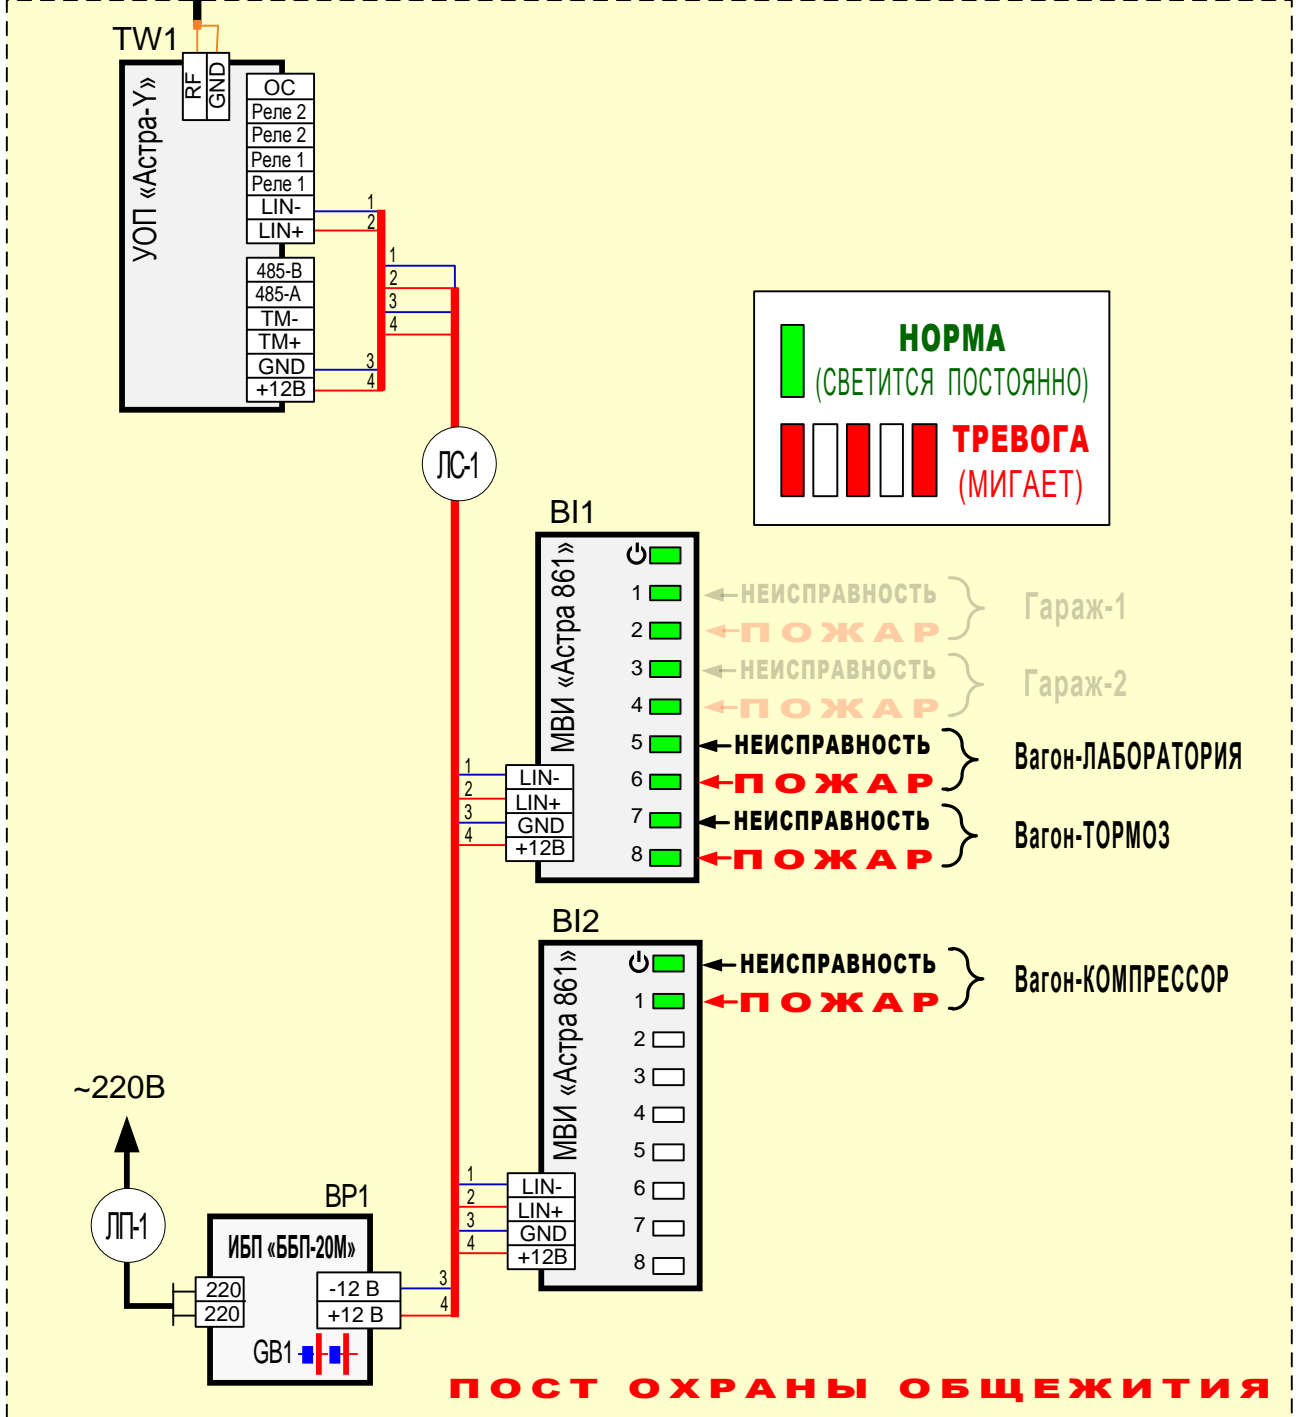 TW1
УОП «Астра-Y»
RF
GND
ОС
Реле 2
Реле 2
Реле 1
Реле 1
LIN-
LIN+
485-B
485-A
TM-
TM+
GND
+12В
1
2
3
4
1
2
3
4
ЛС-1
НОРМА
(СВЕТИТСЯ ПОСТОЯННО)
ТРЕВОГА
(МИГАЕТ)
BI1
МВИ «Астра 861»
1 НЕИСПРАВНОСТЬ
2 ПОЖАР
Гараж-1
3 НЕИСПРАВНОСТЬ
4 ПОЖАР
Гараж-2
5 НЕИСПРАВНОСТЬ
6 ПОЖАР
Вагон-ЛАБОРАТОРИЯ
7 НЕИСПРАВНОСТЬ
8 ПОЖАР
Вагон-ТОРМОЗ
1 LIN-
2 LIN+
3 GND
4 +12В
BI2
МВИ «Астра 861»
НЕИСПРАВНОСТЬ
1 ПОЖАР
Вагон-КОМПРЕССОР
2
3
4
5
6
7
8
1 LIN-
2 LIN+
3 GND
4 +12В
~220В
ЛП-1
BP1
ИБП «ББП-20М»
220
220
-12 В 3
+12 В 4
GB1
ПОСТ ОХРАНЫ ОБЩЕЖИТИЯ